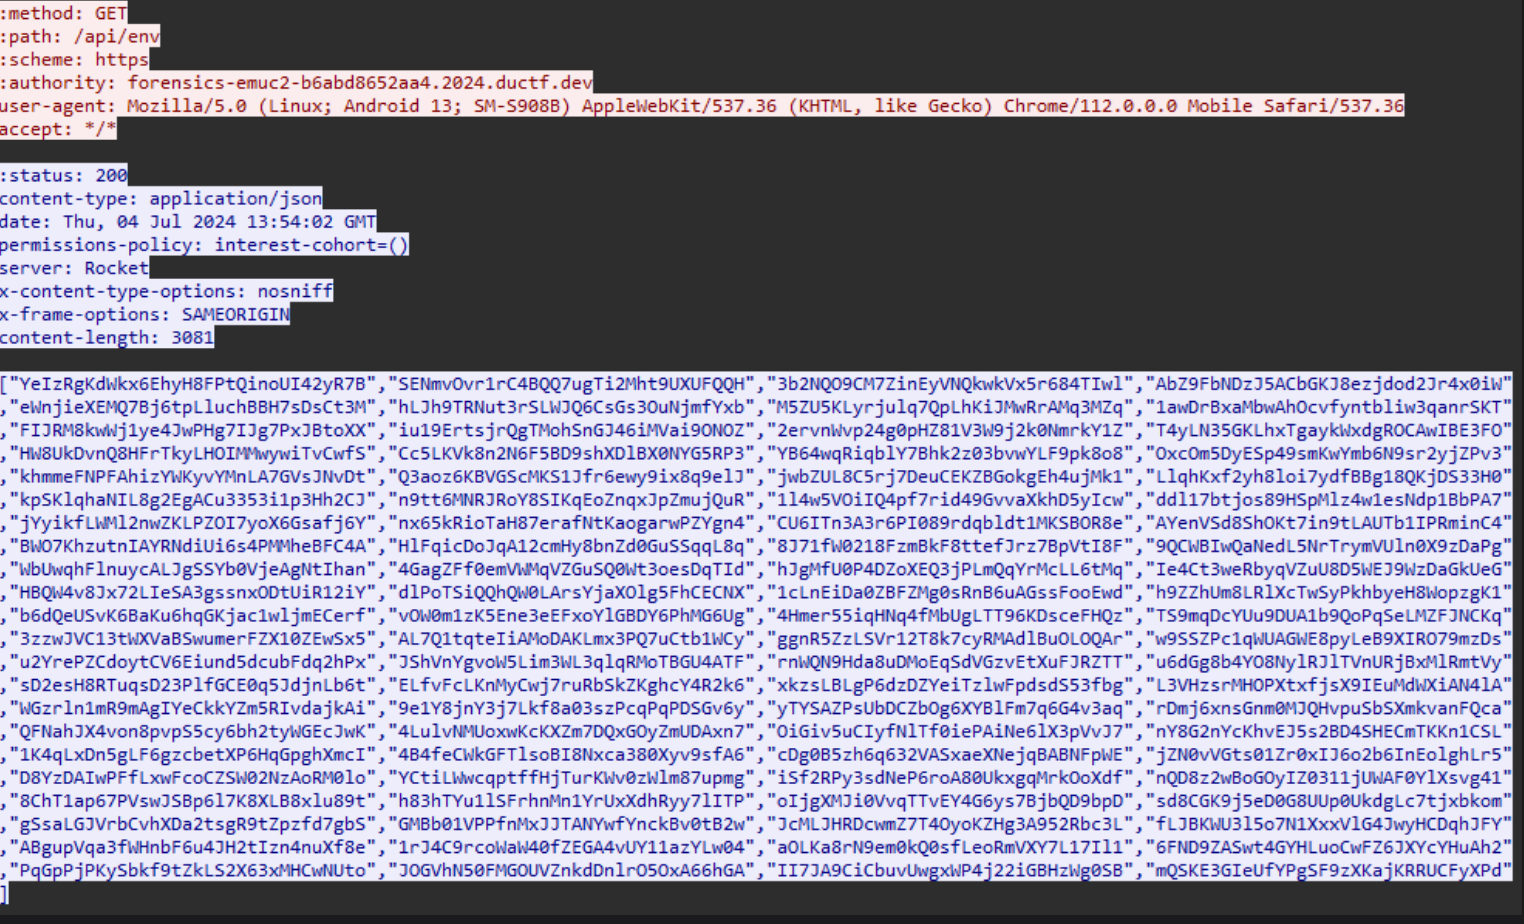 :method: GET
:path: /api/env
:scheme: https
:authority: forensics-emuc2-b6abd8652aa4.2024.ductf.dev
user-agent: Mozilla/5.0 (Linux; Android 13; SM-S908B) AppleWebKit/537.36 (KHTML, like Gecko) Chrome/112.0.0.0 Mobile Safari/537.36
accept: */*
:status: 200
content-type: application/json
date: Thu, 04 Jul 2024 13:54:02 GMT
permissions-policy: interest-cohort=()
server: Rocket
x-content-type-options: nosniff
x-frame-options: SAMEORIGIN
content-length: 3081
["YeIzRgKdWkx6EhyH8FPtQinoUI42yR7B","SENmvOvr1rC4BQQ7ugTi2Mht9UXUFQQH","3b2NQO9CM7ZinEyVNQkwkVx5r684TIwl","AbZ9FbNDzJ5ACbGKJ8ezjdod2Jr4x0iW"
,"eWnjieXEMQ7Bj6tpLluchBBH7sDsCt3M","hLJh9TRNut3rSLWJQ6CsGs3OuNjmfYxb","M5ZU5KLyrjulq7QpLhKiJMwRrAMq3MZq","1awDrBxaMbwAhOcvfyntbliw3qanrSKT"
,"FIJRM8kwWj1ye4JwPHg7IJg7PxJBtoXX","iu19ErtsjrQgTMohSnGJ46iMVai9ONOZ","2ervnWvp24g0pHZ81V3W9j2k0NmrkY1Z","T4yLN35GKLhxTgaykWxdgROCAwIBE3FO"
,"HW8UkDvnQ8HFrTkyLHOIMMwywiTvCwfS","Cc5LKVk8n2N6F5BD9shXDlBX0NYG5RP3","YB64wqRiqblY7Bhk2z03bvwYLF9pk8o8","OxcOm5DyESp49smKwYmb6N9sr2yjZPv3"
,"khmmeFNPFAhizYWKyvYMnLA7GVsJNvDt","Q3aoz6KBVGScMKS1Jfr6ewy9ix8q9elJ","jwbZUL8C5rj7DeuCEKZBGokgEh4ujMk1","LlqhKxf2yh8loi7ydfBBg18QKjDS33H0"
,"kpSKlqhaNIL8g2EgACu3353i1p3Hh2CJ","n9tt6MNRJRoY8SIKqEoZnqxJpZmujQuR","1l4w5VOiIQ4pf7rid49GvvaXkhD5yIcw","ddl17btjos89HSpMlz4w1esNdp1BbPA7"
,"jYyikfLWMl2nwZKLPZOI7yoX6Gsafj6Y","nx65kRioTaH87erafNtKaogarwPZYgn4","CU6ITn3A3r6PI089rdqbldt1MKSBOR8e","AYenVSd8ShOKt7in9tLAUTb1IPRminC4"
,"BWO7KhzutnIAYRNdiUi6s4PMMheBFC4A","HlFqicDoJqA12cmHy8bnZd0GuSSqqL8q","8J71fW0218FzmBkF8ttefJrz7BpVtI8F","9QCWBIwQaNedL5NrTrymVUln0X9zDaPg"
,"WbUwqhFlnuycALJgSSYb0VjeAgNtIhan","4GagZFf0emVWMqVZGuSQ0Wt3oesDqTId","hJgMfU0P4DZoXEQ3jPLmQqYrMcLL6tMq","Ie4Ct3weRbyqVZuU8D5WEJ9WzDaGkUeG"
,"HBQW4v8Jx72LIeSA3gssnxODtUiR12iY","dlPoTSiQQhQW0LArsYjaXOlg5FhCECNX","1cLnEiDa0ZBFZMg0sRnB6uAGssFooEwd","h9ZZhUm8LRlXcTwSyPkhbyeH8WopzgK1"
,"b6dQeUSvK6BaKu6hqGKjac1wljmECerf","vOW0m1zK5Ene3eEFxoYlGBDY6PhMG6Ug","4Hmer55iqHNq4fMbUgLTT96KDsceFHQz","TS9mqDcYUu9DUA1b9QoPqSeLMZFJNCKq"
,"3zzwJVC13tWXVaBSwumerFZX10ZEwSx5","AL7Q1tqteIiAMoDAKLmx3PQ7uCtb1WCy","ggnR5ZzLSVr12T8k7cyRMAdlBuOLOQAr","w9SSZPc1qWUAGWE8pyLeB9XIRO79mzDs"
,"u2YrePZCdoytCV6Eiund5dcubFdq2hPx","JShVnYgvoW5Lim3WL3qlqRMoTBGU4ATF","rnWQN9Hda8uDMoEqSdVGzvEtXuFJRZTT","u6dGg8b4YO8NylRJlTVnURjBxMlRmtVy"
,"sD2esH8RTuqsD23PlfGCE0q5JdjnLb6t","ELfvFcLKnMyCwj7ruRbSkZKghcY4R2k6","xkzsLBLgP6dzDZYeiTzlwFpdsdS53fbg","L3VHzsrMHOPXtxfjsX9IEuMdWXiAN4lA"
,"WGzrln1mR9mAgIYeCkkYZm5RIvdajkAi","9e1Y8jnY3j7Lkf8a03szPcqPqPDSGv6y","yTYSAZPsUbDCZbOg6XYBlFm7q6G4v3aq","rDmj6xnsGnm0MJQHvpuSbSXmkvanFQca"
,"QFNahJX4von8pvpS5cy6bh2tyWGEcJwK","4LulvNMUoxwKcKXZm7DQxGOyZmUDAxn7","OiGiv5uCIyfNlTf0iePAiNe6lX3pVvJ7","nY8G2nYcKhvEJ5s2BD4SHECmTKKn1CSL"
,"1K4qLxDn5gLF6gzcbetXP6HqGpghXmcI","4B4feCWkGFTlsoBI8Nxca380Xyv9sfA6","cDg0B5zh6q632VASxaeXNejqBABNFpWE","jZN0vVGts01Zr0xIJ6o2b6InEolghLr5"
,"D8YzDAIwPFfLxwFcoCZSW02NzAoRM0lo","YCtiLWwcqptffHjTurKWv0zWlm87upmg","iSf2RPy3sdNeP6roA80UkxgqMrkOoXdf","nQD8z2wBoGOyIZ0311jUWAF0YlXsvg41"
,"8ChT1ap67PVswJSBp6l7K8XLB8xlu89t","h83hTYu1lSFrhnMn1YrUxXdhRyy7lITP","oIjgXMJi0VvqTTvEY4G6ys7BjbQD9bpD","sd8CGK9j5eD0G8UUp0UkdgLc7tjxbkom"
,"gSsaLGJVrbCvhXDa2tsgR9tZpzfd7gbS","GMBb01VPPfnMxJJTANYwfYnckBv0tB2w","JcMLJHRDcwmZ7T4OyoKZHg3A952Rbc3L","fLJBKWU3l5o7N1XxxVlG4JwyHCDqhJFY"
,"ABgupVqa3fWHnbF6u4JH2tIzn4nuXf8e","1rJ4C9rcoWaW40fZEGA4vUY11azYLw04","aOLKa8rN9em0kQ0sfLeoRmVXY7L17Il1","6FND9ZASwt4GYHLuoCwFZ6JXYcYHuAh2"
,"PqGpPjPKySbkf9tZkLS2X63xMHCwNUto","JOGVhN50FMGOUVZnkdDnlrO5OxA66hGA","II7JA9CiCbuvUwgxWP4j22iGBHzWg0SB","mQSKE3GIeUfYPgSF9zXKajKRRUCFyXPd"
]